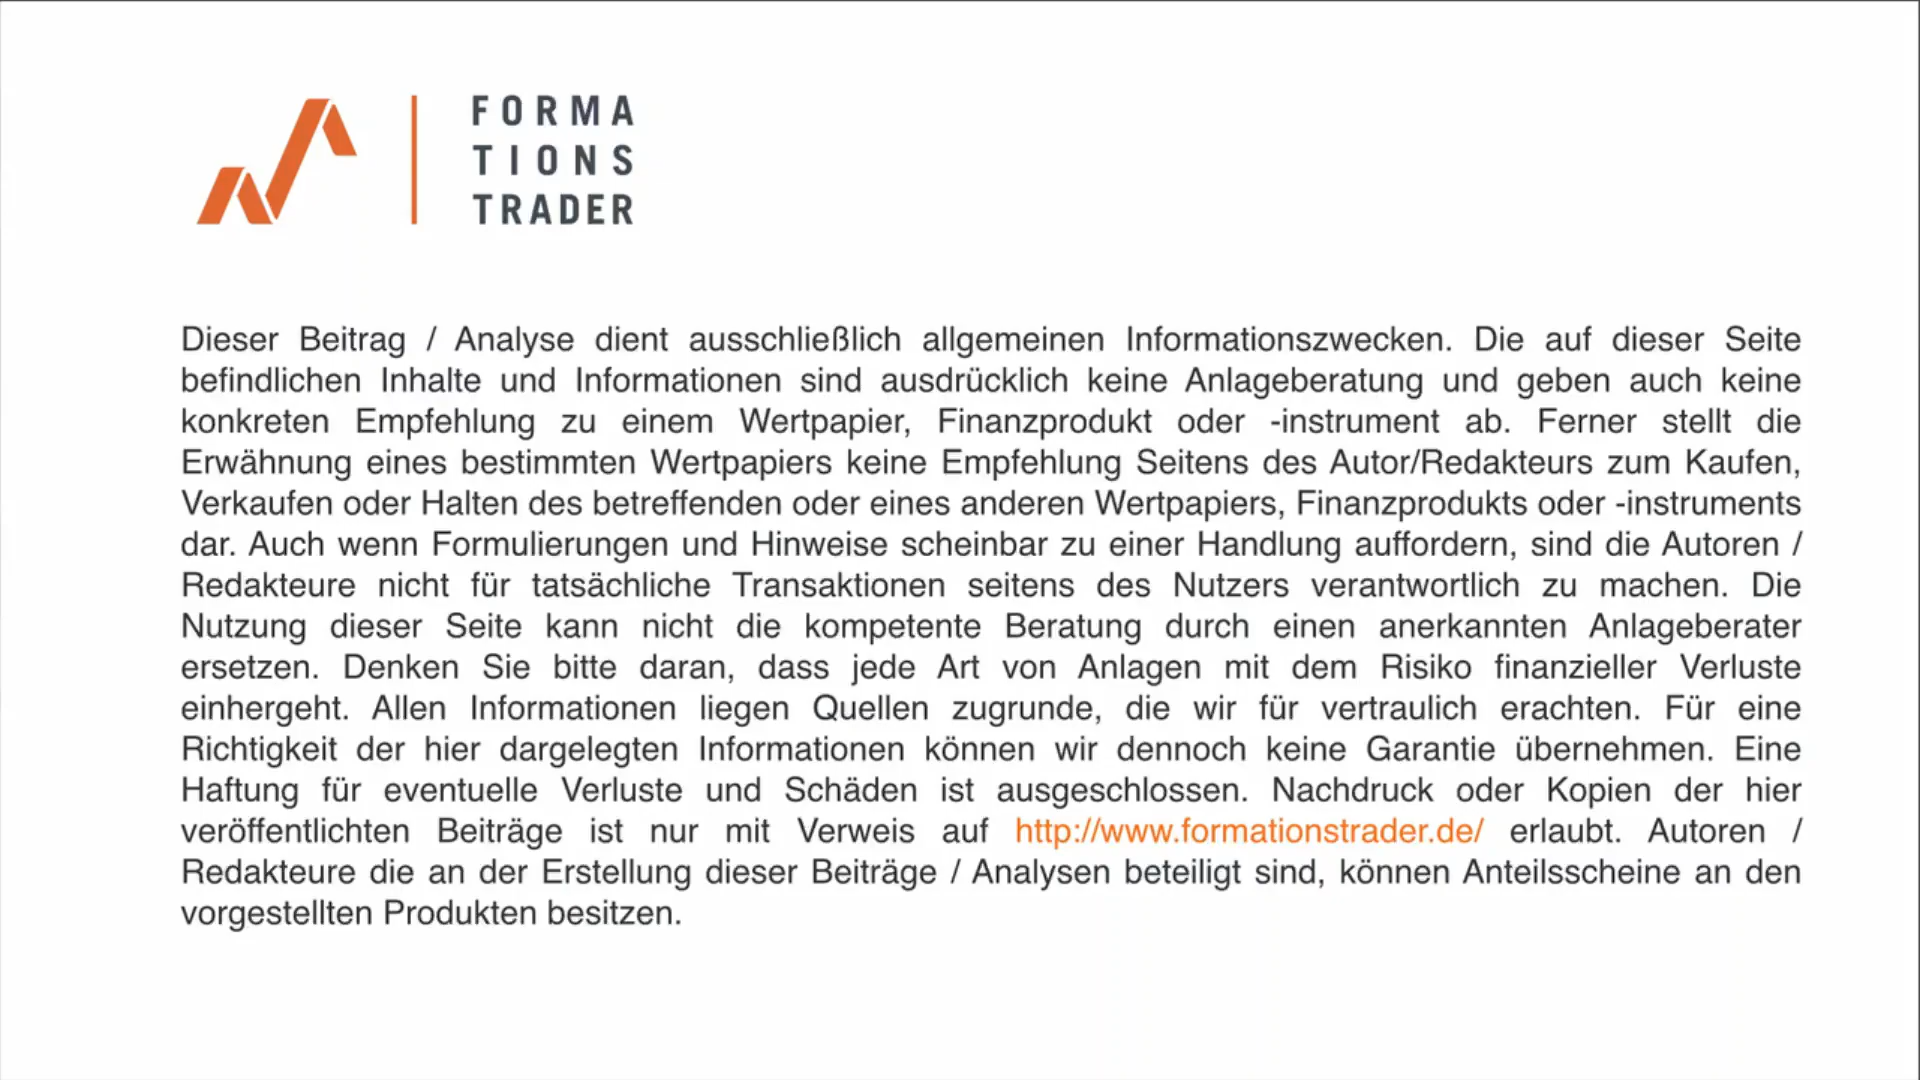 FORMA
TIONS
TRADER
Dieser Beitrag / Analyse dient ausschließlich allgemeinen Informationszwecken. Die auf dieser Seite
befindlichen Inhalte und Informationen sind ausdrücklich keine Anlageberatung und geben auch keine
konkreten Empfehlung zu einem Wertpapier, Finanzprodukt oder -instrument ab. Ferner stellt die
Erwähnung eines bestimmten Wertpapiers keine Empfehlung Seitens des Autor/Redakteurs zum Kaufen,
Verkaufen oder Halten des betreffenden oder eines anderen Wertpapiers, Finanzprodukts oder -instruments
dar. Auch wenn Formulierungen und Hinweise scheinbar zu einer Handlung auffordern, sind die Autoren /
Redakteure nicht für tatsächliche Transaktionen seitens des Nutzers verantwortlich zu machen. Die
Nutzung dieser Seite kann nicht die kompetente Beratung durch einen anerkannten Anlageberater
ersetzen. Denken Sie bitte daran, dass jede Art von Anlagen mit dem Risiko finanzieller Verluste
einhergeht. Allen Informationen liegen Quellen zugrunde, die wir für vertraulich erachten. Für eine
Richtigkeit der hier dargelegten Informationen können wir dennoch keine Garantie übernehmen. Eine
Haftung für eventuelle Verluste und Schäden ist ausgeschlossen. Nachdruck oder Kopien der hier
veröffentlichten Beiträge ist nur mit Verweis auf http://www.formationstrader.de/ erlaubt. Autoren /
Redakteure die an der Erstellung dieser Beiträge / Analysen beteiligt sind, können Anteilsscheine an den
vorgestellten Produkten besitzen.